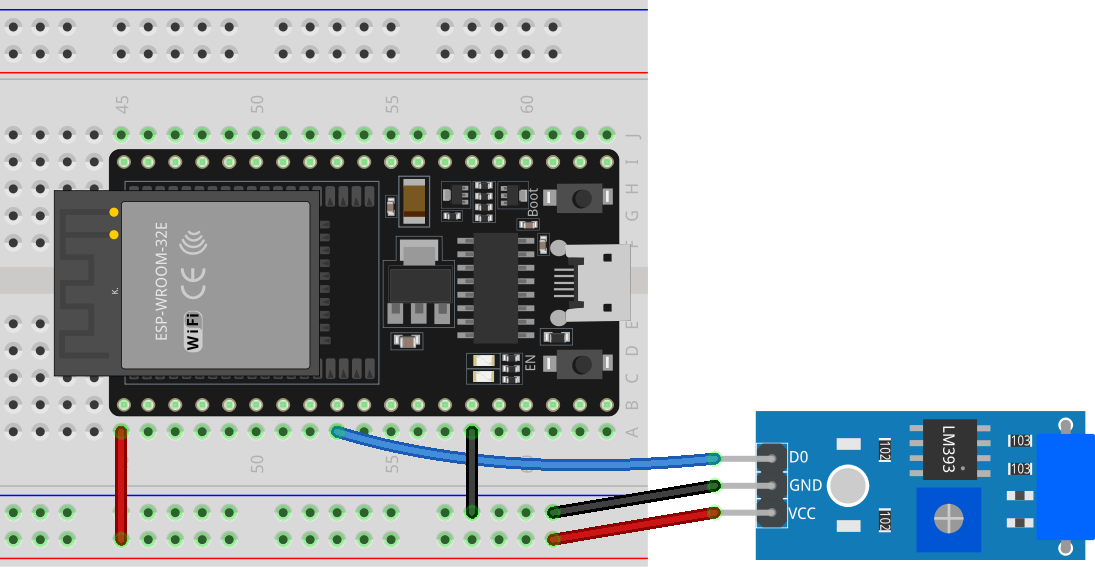 45
50
55
60
J
I
H
G
F
Boot
ESP-WROOM-32E
CE
WiFi
K.
E
D
C
B
A
EN
50
55
60
D0
GND
VCC
102
102
LM393
103
103